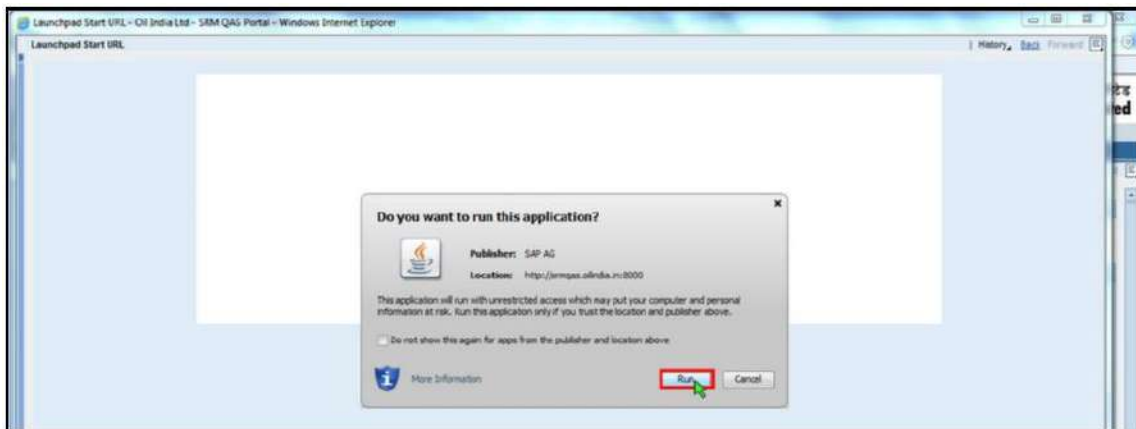 Launchpad Start URL - Oil India Ltd - SRM QAS Portal - Windows Internet Explorer
Launchpad Start URL
| History Back Forward
टेड
ed
Do you want to run this application?
Publisher: SAP AG
Location: http://srmqas.oilindia.in:8000
This application will run with unrestricted access which may put your computer and personal
information at risk. Run this application only if you trust the location and publisher above.
Do not show this again for apps from the publisher and location above
More Information
Run
Cancel